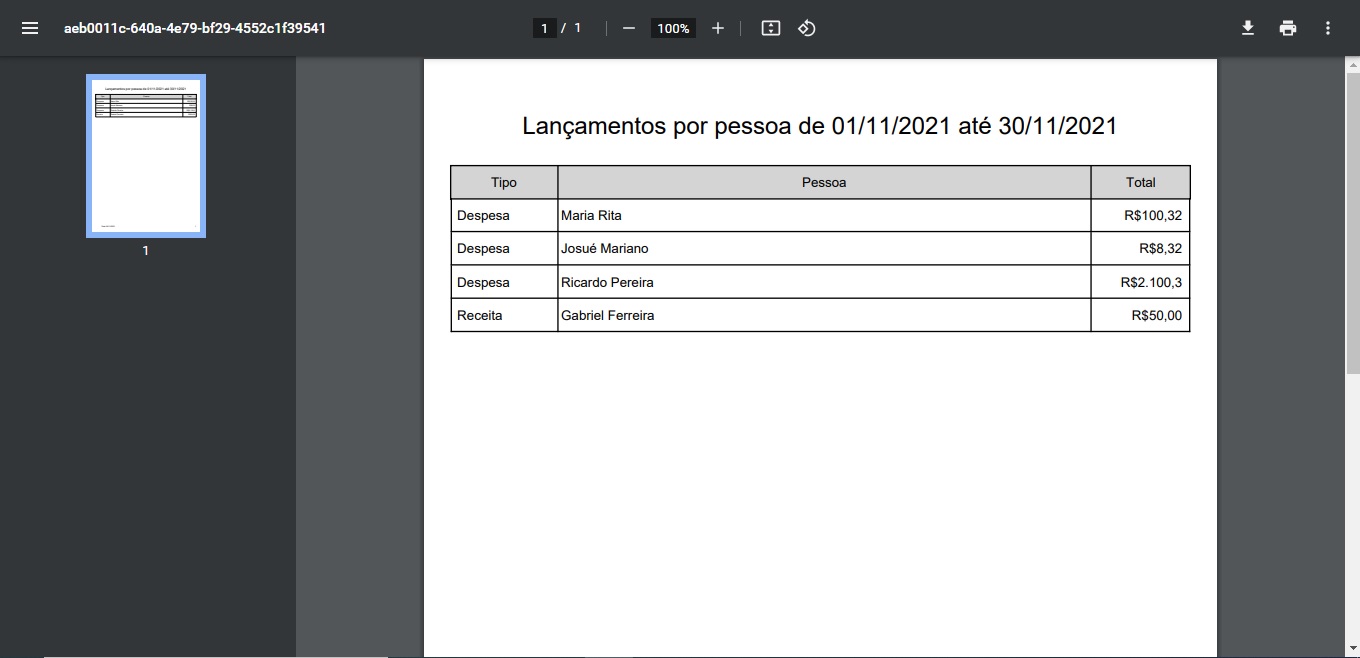 aeb0011c-640a-4e79-bf29-4552c1f39541
1 / 1
100%
1
Lançamentos por pessoa de 01/11/2021 até 30/11/2021
Tipo Pessoa Total
Despesa Maria Rita R$100,32
Despesa Josué Mariano R$8,32
Despesa Ricardo Pereira R$2.100,3
Receita Gabriel Ferreira R$50,00